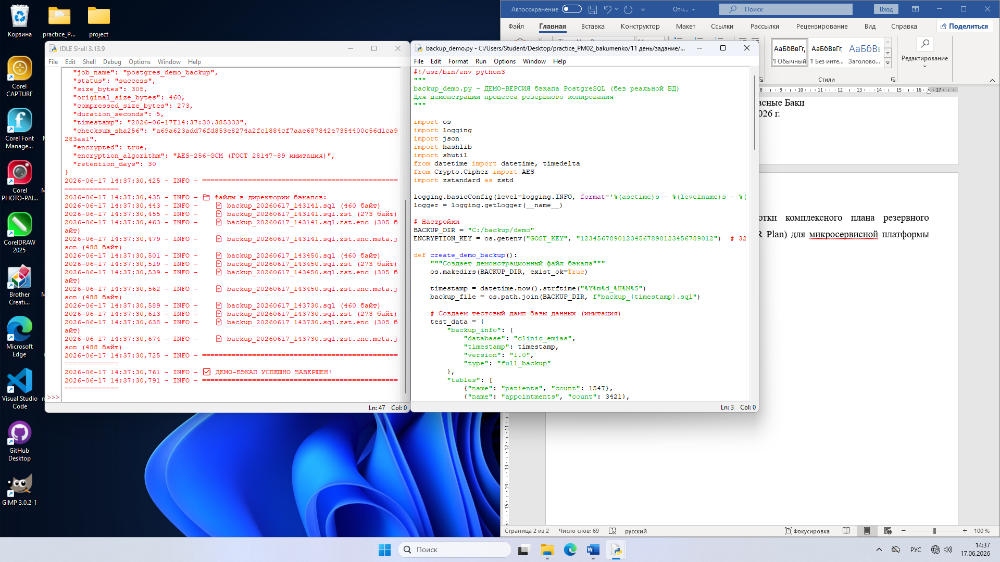 Корзина
practice_P...
project
Corel
CAPTURE
Corel Font
Manage...
Corel
PHOTO-PAI...
CorelDRAW
2025
Brother
Creati...
Microsoft
Edge
Visual Studio
Code
GitHub
Desktop
GIMP 3.0.2-1
IDLE Shell 3.13.9
File Edit Shell Debug Options Window Help
"job_name": "postgres_demo_backup",
"status": "success",
"size_bytes": 305,
"original_size_bytes": 460,
"compressed_size_bytes": 273,
"duration_seconds": 5,
"timestamp": "2026-06-17T14:37:30.385333",
"checksum_sha256": "a69a623add76fd853e8274a2fc1884cf7aae687842e7354400c56d1ca9
283aa1",
"encrypted": true,
"encryption_algorithm": "AES-256-GCM (ГОСТ 28147-89 имитация)",
"retention_days": 30
}
2026-06-17 14:37:30,425 - INFO - ===============================================
=============
2026-06-17 14:37:30,435 - INFO - Файлы в директории бэкапов:
2026-06-17 14:37:30,443 - INFO - backup_20260617_143141.sql (460 байт)
2026-06-17 14:37:30,455 - INFO - backup_20260617_143141.sql.zst (273 байт)
2026-06-17 14:37:30,463 - INFO - backup_20260617_143141.sql.zst.enc (305 б
айт)
2026-06-17 14:37:30,479 - INFO - backup_20260617_143141.sql.zst.enc.meta.j
son (488 байт)
2026-06-17 14:37:30,501 - INFO - backup_20260617_143450.sql (460 байт)
2026-06-17 14:37:30,519 - INFO - backup_20260617_143450.sql.zst (273 байт)
2026-06-17 14:37:30,539 - INFO - backup_20260617_143450.sql.zst.enc (305 б
айт)
2026-06-17 14:37:30,562 - INFO - backup_20260617_143450.sql.zst.enc.meta.j
son (488 байт)
2026-06-17 14:37:30,589 - INFO - backup_20260617_143730.sql (460 байт)
2026-06-17 14:37:30,613 - INFO - backup_20260617_143730.sql.zst (273 байт)
2026-06-17 14:37:30,638 - INFO - backup_20260617_143730.sql.zst.enc (305 б
айт)
2026-06-17 14:37:30,674 - INFO - backup_20260617_143730.sql.zst.enc.meta.j
son (488 байт)
2026-06-17 14:37:30,725 - INFO - ===============================================
=============
2026-06-17 14:37:30,761 - INFO - ДЕМО-БЭКАП УСПЕШНО ЗАВЕРШЕН!
2026-06-17 14:37:30,791 - INFO - ===============================================
=============
>>>
Ln: 47 Col: 0
backup_demo.py - C:/Users/Student/Desktop/practice_PM02_bakumenko/11 день/задание/...
File Edit Format Run Options Window Help
#!/usr/bin/env python3
"""
backup_demo.py - ДЕМО-ВЕРСИЯ бэкапа PostgreSQL (без реальной БД)
Для демонстрации процесса резервного копирования
"""
import os
import logging
import json
import hashlib
import shutil
from datetime import datetime, timedelta
from Crypto.Cipher import AES
import zstandard as zstd
logging.basicConfig(level=logging.INFO, format='%(asctime)s - %(levelname)s - %(
logger = logging.getLogger(__name__)
# Настройки
BACKUP_DIR = "C:/backup/demo"
ENCRYPTION_KEY = os.getenv("GOST_KEY", "12345678901234567890123456789012") # 32
def create_demo_backup():
"""Создает демонстрационный файл бэкапа"""
os.makedirs(BACKUP_DIR, exist_ok=True)
timestamp = datetime.now().strftime("%Y%m%d_%H%M%S")
backup_file = os.path.join(BACKUP_DIR, f"backup_{timestamp}.sql")
# Создаем тестовый дамп базы данных (имитация)
test_data = {
"backup_info": {
"database": "clinic_emias",
"timestamp": timestamp,
"version": "1.0",
"type": "full_backup"
},
"tables": [
{"name": "patients", "count": 1547},
{"name": "appointments", "count": 3421},
Ln: 3 Col: 0
Автосохранение
Отч...
Поиск
Вход
Файл Главная Вставка Конструктор Макет Ссылки Рассылки Рецензирование Вид Справка
Поделиться
АаБбВвГг, АаБбВвГг, АаБбВв
¶ Обычный ¶ Без инте... Заголово...
Стили
Редактирование
8 9 10 11 12 13 14 15 16 17
асные Баки
026 г.
отки комплексного плана резервного
R Plan) для микросервисной платформы
11
12
13
14
15
Страница 2 из 2 Число слов: 69 русский
Фокусировка
100 %
Поиск
РУС
14:37
17.06.2026